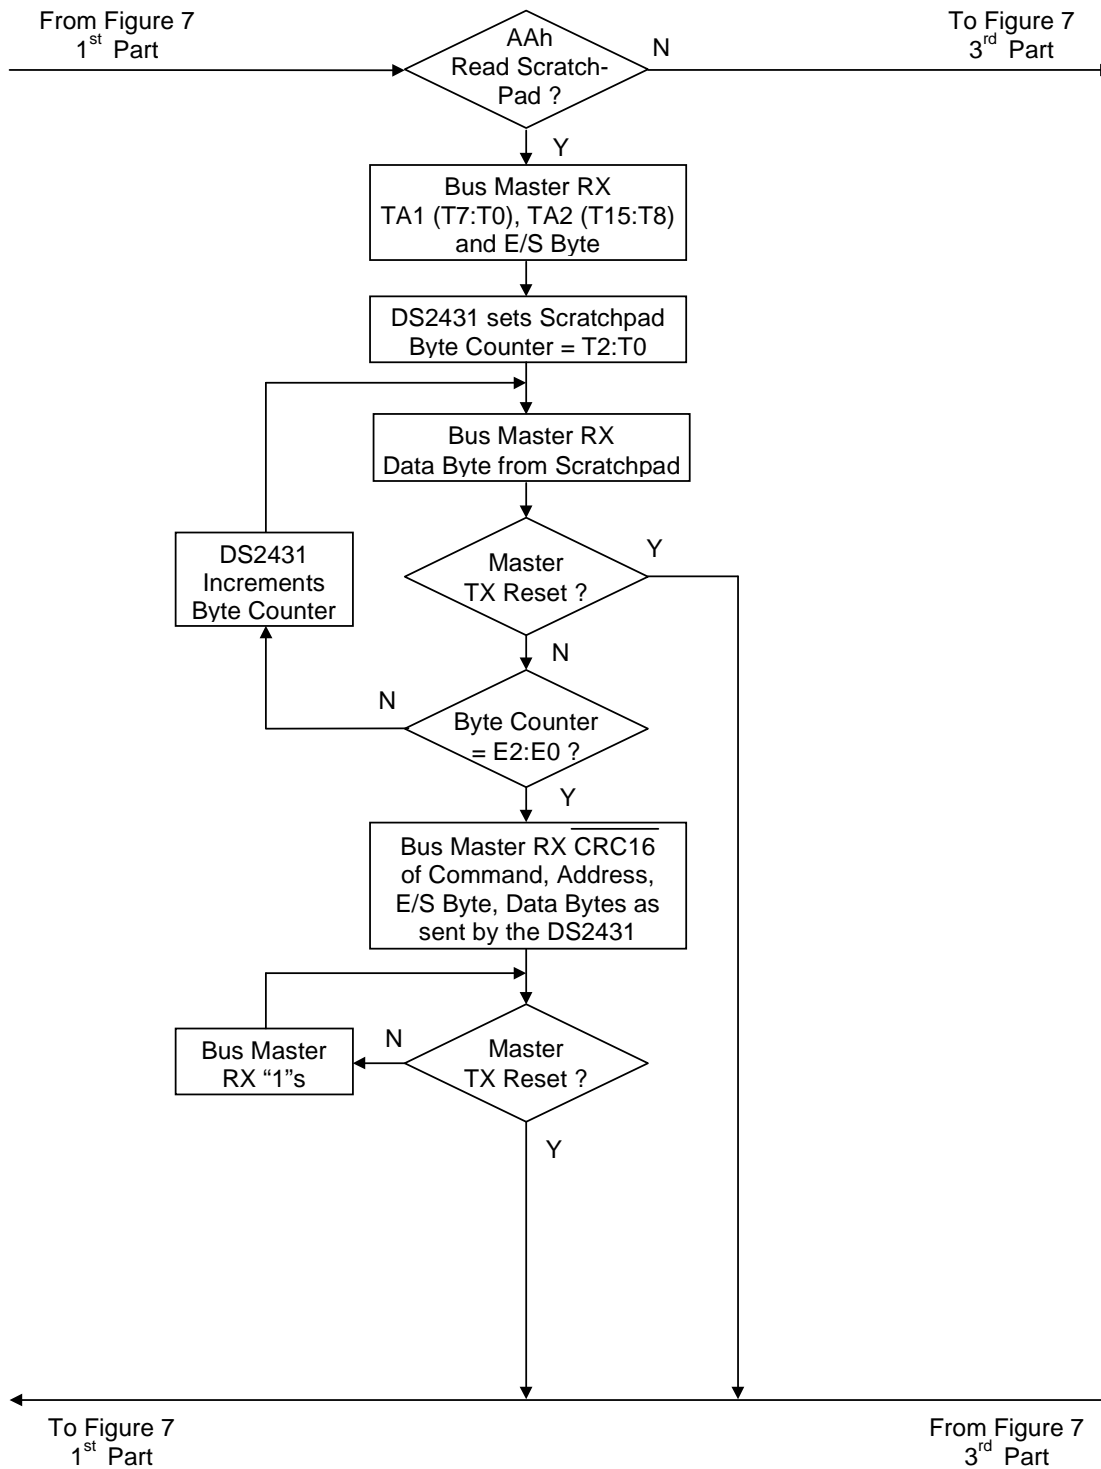 From Figure 7
1st Part
AAh
Read Scratch-
Pad ?
N
To Figure 7
3rd Part
Y
Bus Master RX
TA1 (T7:T0), TA2 (T15:T8)
and E/S Byte
DS2431 sets Scratchpad
Byte Counter = T2:T0
Bus Master RX
Data Byte from Scratchpad
DS2431
Increments
Byte Counter
Master
TX Reset ?
Y
N
N
Byte Counter
= E2:E0 ?
Y
Bus Master RX CRC16
of Command, Address,
E/S Byte, Data Bytes as
sent by the DS2431
Bus Master
RX “1”s
N
Master
TX Reset ?
Y
To Figure 7
1st Part
From Figure 7
3rd Part